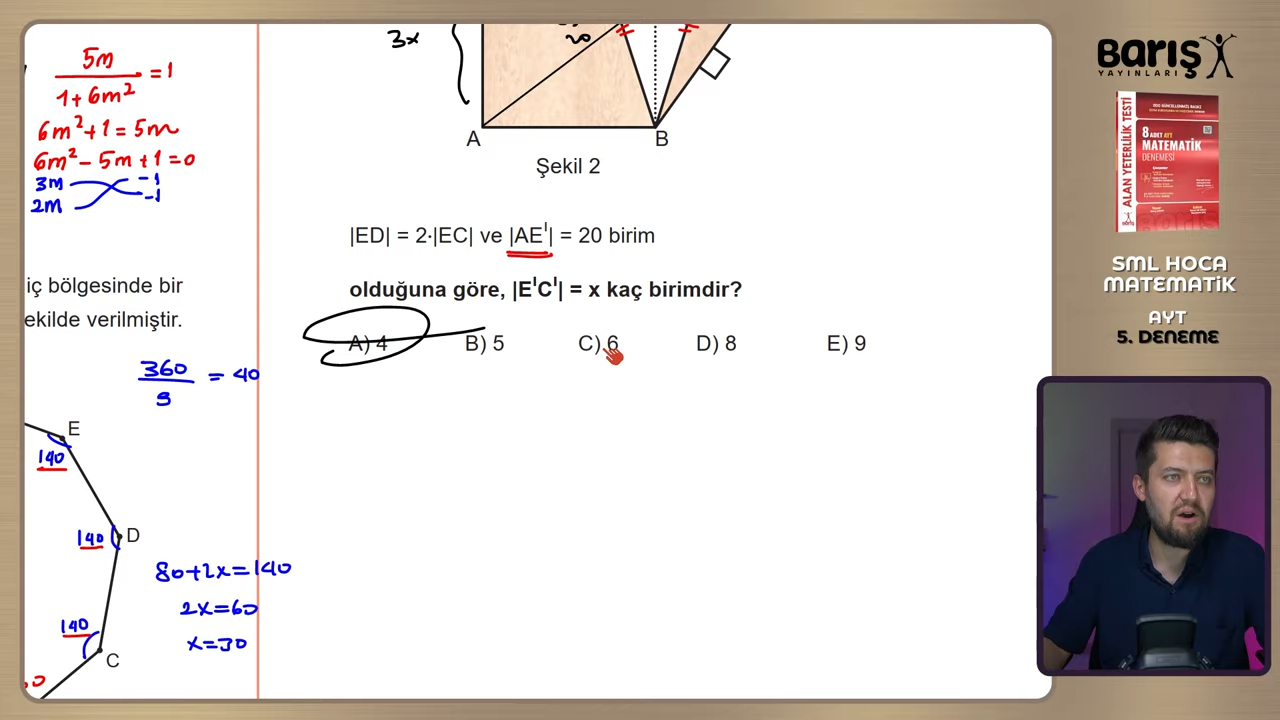 5m
1+6m² =1
6m²+1=5m
6m²-5m+1=0
3m -1
2m -1
iç bölgesinde bir
ekilde verilmiştir.
360
9 = 40
E
140
140
D
80+2x=140
2x=60
x=30
140
C
3x
20
A
B
Şekil 2
|ED| = 2·|EC| ve |AEᴵ| = 20 birim
olduğuna göre, |EᴵCᴵ| = x kaç birimdir?
A) 4 B) 5 C) 6 D) 8 E) 9
BARIŞ
YAYINLARI
ALAN YETERLİLİK TESTİ
8 ADET AYT
MATEMATİK
DENEMESİ
SML HOCA
MATEMATİK
AYT
5. DENEME